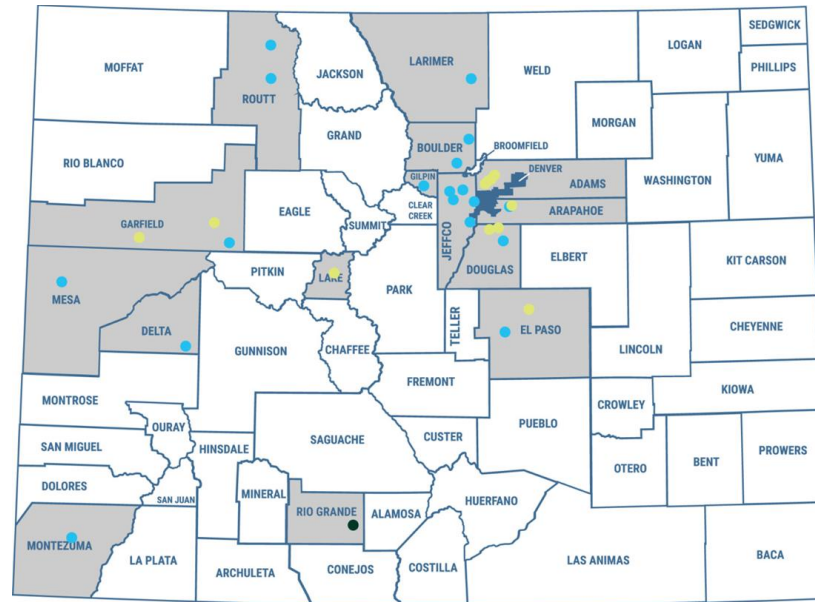 SEDGWICK
LOGAN
MOFFAT
LARIMER
WELD
PHILLIPS
JACKSON
ROUTT
MORGAN
GRAND
BOULDER
BROOMFIELD
RIO BLANCO
YUMA
DENVER
GILPIN
ADAMS
WASHINGTON
CLEAR
CREEK
EAGLE
ARAPAHOE
GARFIELD
SUMMIT
JEFFCO
ELBERT
KIT CARSON
DOUGLAS
PITKIN
LAKE
PARK
MESA
TELLER
DELTA
EL PASO
CHEYENNE
GUNNISON
CHAFFEE
LINCOLN
FREMONT
KIOWA
MONTROSE
CROWLEY
PUEBLO
OURAY
CUSTER
SAN MIGUEL
HINSDALE
SAGUACHE
PROWERS
BENT
OTERO
DOLORES
MINERAL
SAN JUAN
HUERFANO
RIO GRANDE
ALAMOSA
MONTEZUMA
LA PLATA
LAS ANIMAS
BACA
ARCHULETA
CONEJOS
COSTILLA